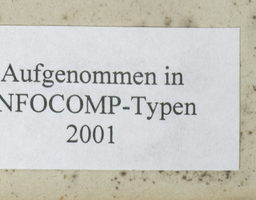 Aufgenommen in
NFOCOMP-Typen
2001